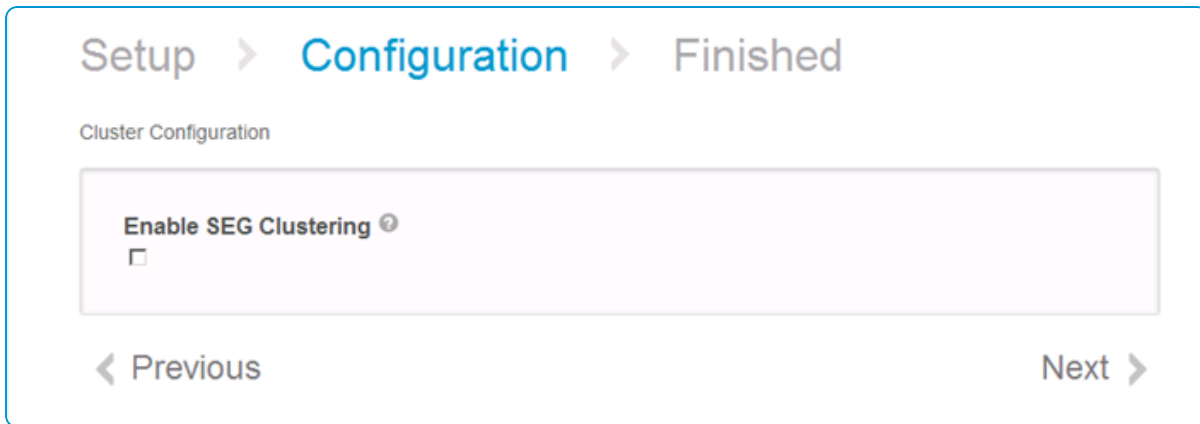 Setup > Configuration > Finished
Cluster Configuration
Enable SEG Clustering ?
Previous
Next